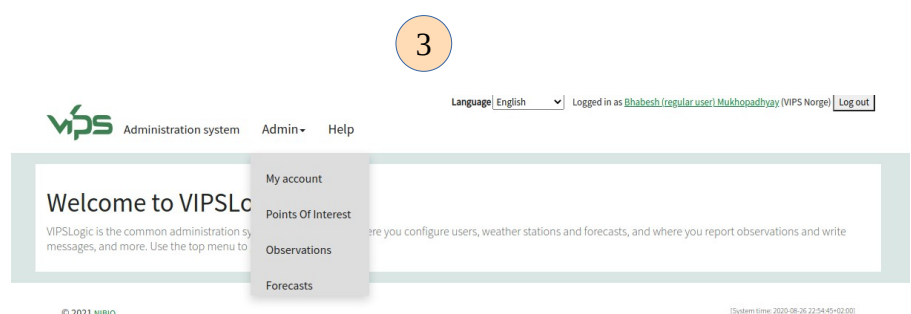 3
Language English Logged in as Bhabesh (regular user) Mukhopadhyay (VIPS Norge) Log out
VIPS Administration system Admin Help
My account
Welcome to VIPSLo
Points Of Interest
VIPSLogic is the common administration sy ere you configure users, weather stations and forecasts, and where you report observations and write
messages, and more. Use the top menu to
Observations
Forecasts
© 2021 NIBIO [System time: 2020-08-26 22:54:45+02:00]